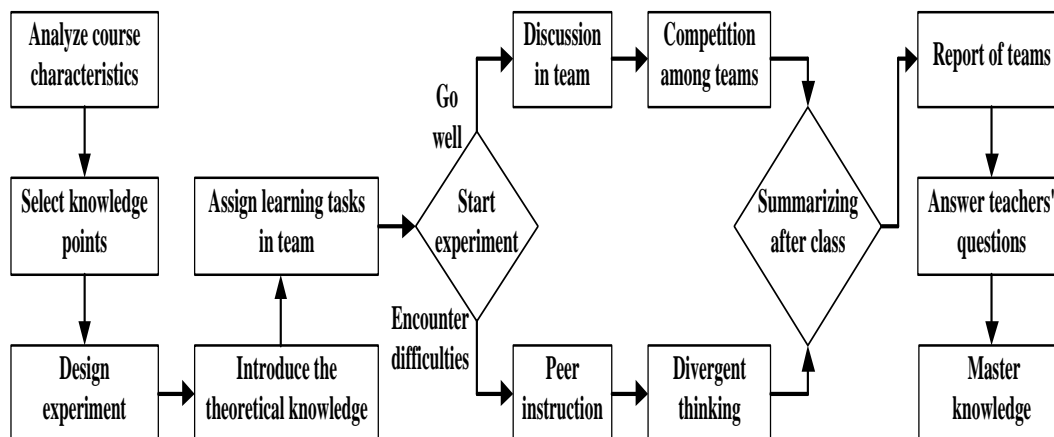 Analyze course
characteristics
Select knowledge
points
Design
experiment
Introduce the
theoretical knowledge
Assign learning tasks
in team
Start
experiment
Go
well
Discussion
in team
Competition
among teams
Encounter
difficulties
Peer
instruction
Divergent
thinking
Summarizing
after class
Report of teams
Answer teachers'
questions
Master
knowledge